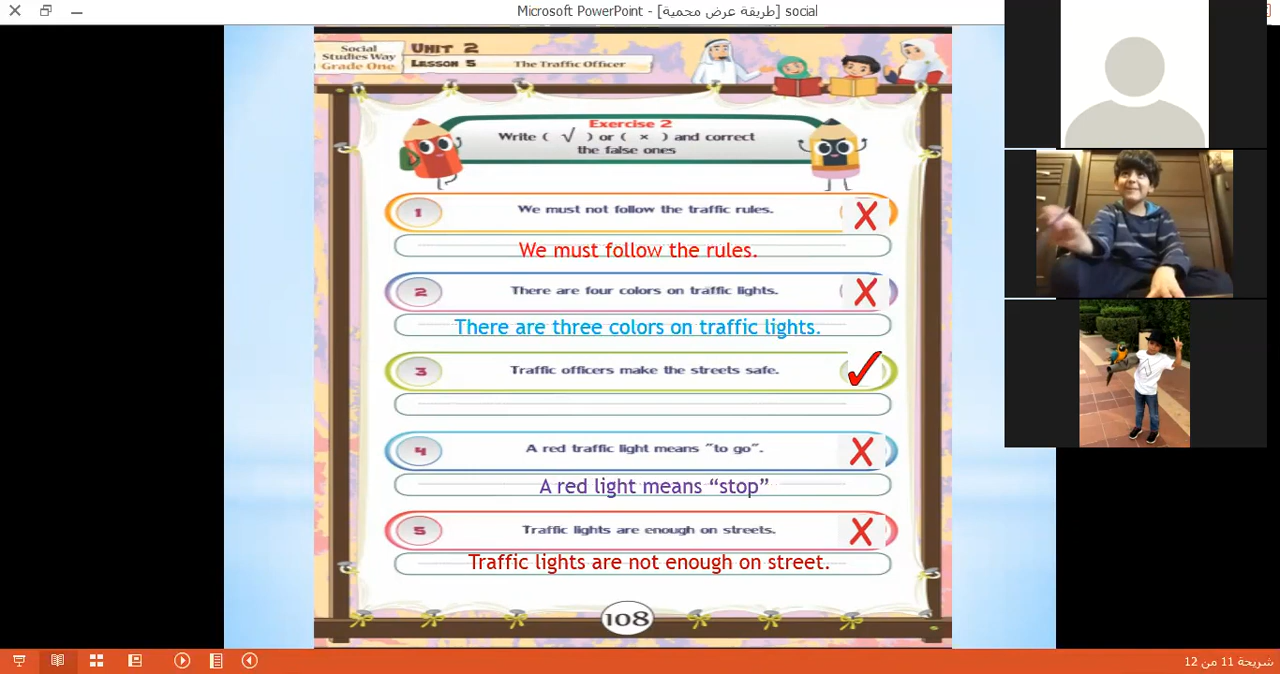 social [طريقة عرض محمية] - Microsoft PowerPoint
Social
Studies Way
Grade One
UNIT 2
LESSON 5
The Traffic Officer
Exercise 2
Write ( √ ) or ( × ) and correct
the false ones
1
We must not follow the traffic rules.
X
We must follow the rules.
2
There are four colors on traffic lights.
X
There are three colors on traffic lights.
3
Traffic officers make the streets safe.
✓
4
A red traffic light means "to go".
X
A red light means “stop”
5
Traffic lights are enough on streets.
X
Traffic lights are not enough on street.
108
شريحة 11 من 12